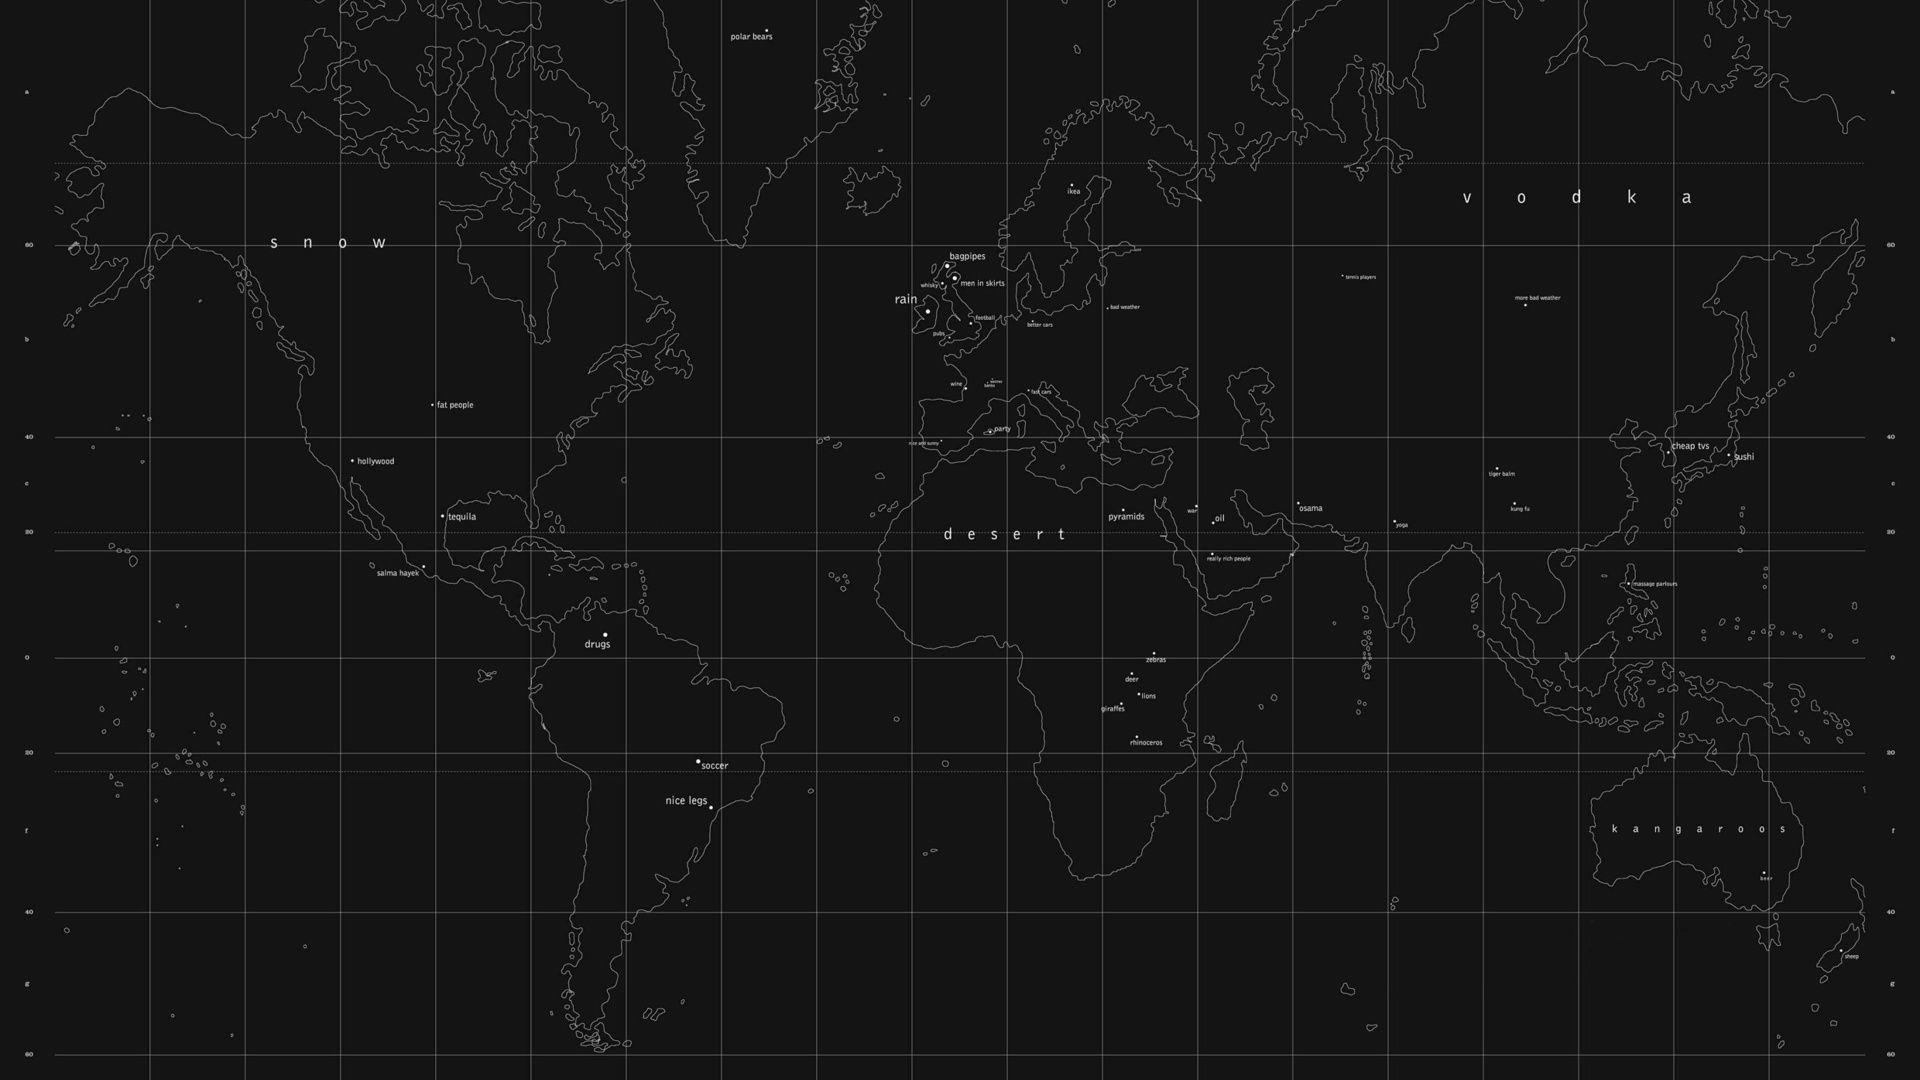 polar bears
a
a
ikea
v o d k a
s n o w
60
60
bagpipes
tennis players
men in skirts
whisky
more bad weather
rain
bad weather
football
better cars
pubs
b
b
wine
banks
fast cars
fat people
party
40
40
nice and sunny
cheap tvs
sushi
hollywood
tiger balm
c
c
osama
war
kung fu
tequila
pyramids
oil
yoga
20
20
d e s e r t
really rich people
salma hayek
massage parlours
drugs
0
0
zebras
deer
lions
giraffes
rhinoceros
20
20
soccer
nice legs
k a n g a r o o s
f
f
beer
40
40
sheep
g
g
60
60